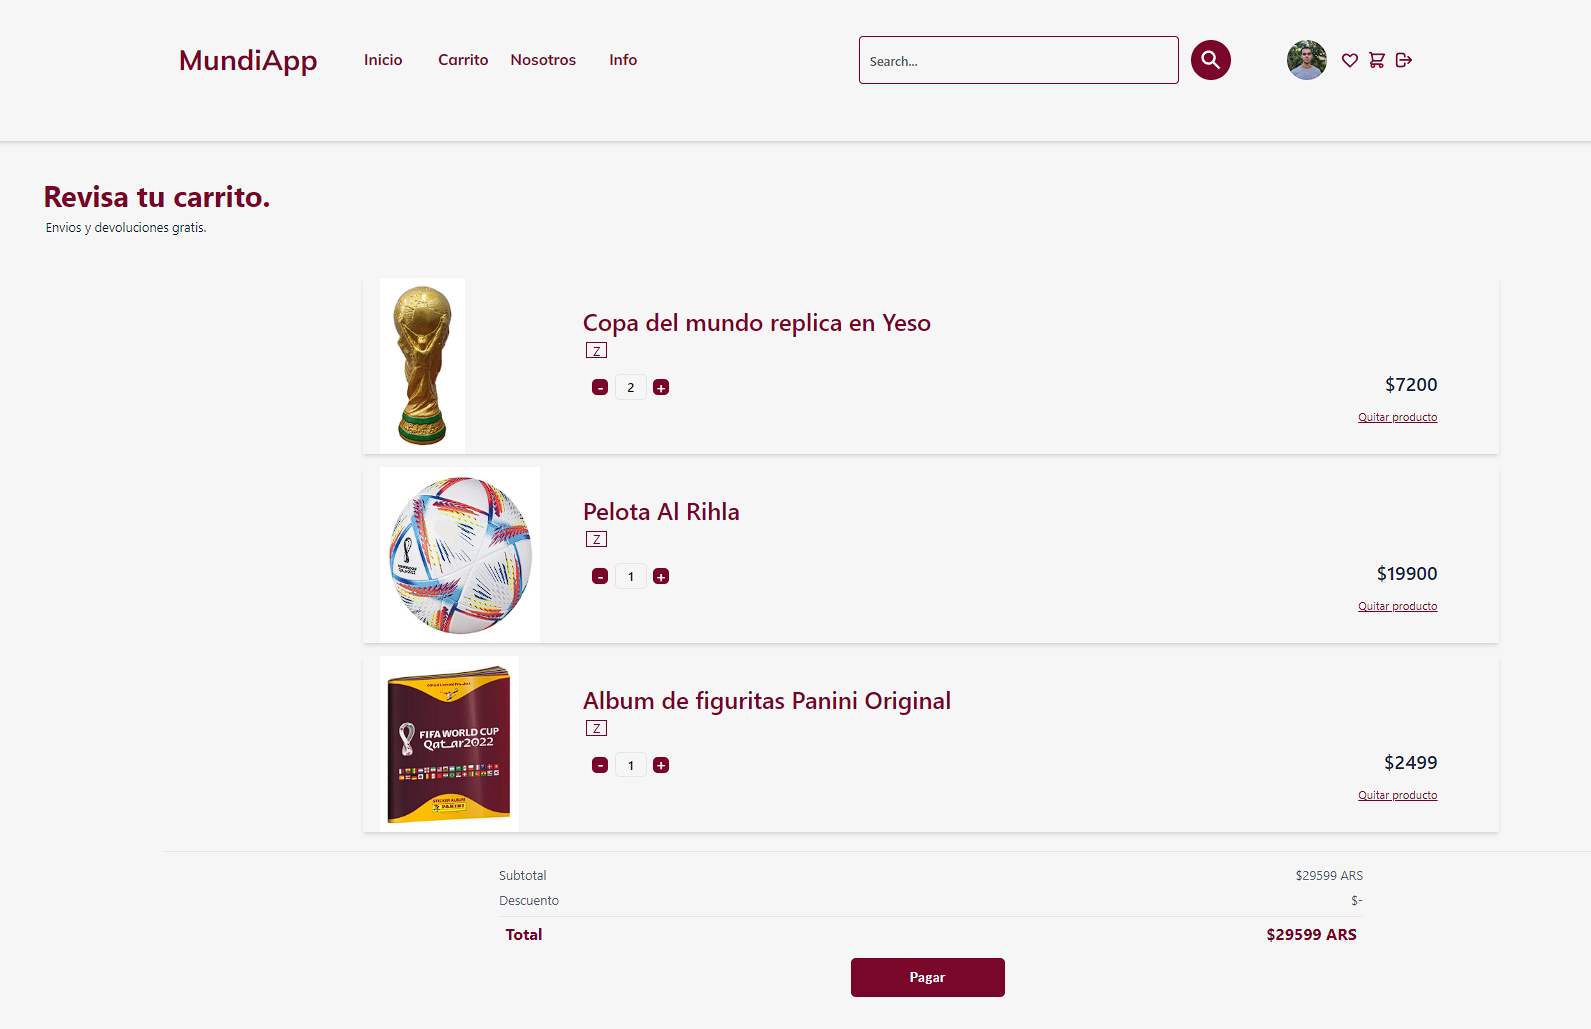 MundiApp
Inicio
Carrito
Nosotros
Info
Search...
Revisa tu carrito.
Envios y devoluciones gratis.
Copa del mundo replica en Yeso
Z
- 2 +
$7200
Quitar producto
Pelota Al Rihla
Z
- 1 +
$19900
Quitar producto
FIFA WORLD CUP
Qatar2022
PANINI
Album de figuritas Panini Original
Z
- 1 +
$2499
Quitar producto
Subtotal $29599 ARS
Descuento $-
Total $29599 ARS
Pagar